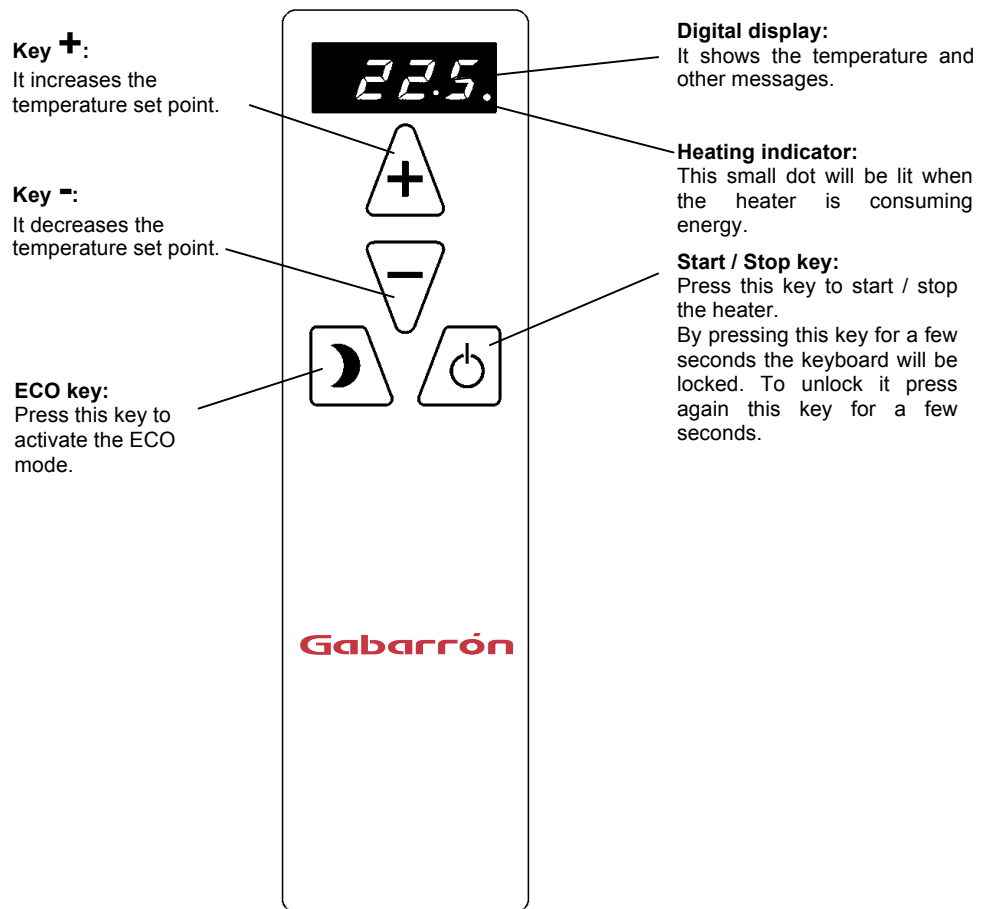 Key +:
It increases the
temperature set point.
Key -:
It decreases the
temperature set point.
ECO key:
Press this key to
activate the ECO
mode.
22.5.
+
-
Gabarrón
Digital display:
It shows the temperature and
other messages.
Heating indicator:
This small dot will be lit when
the heater is consuming
energy.
Start / Stop key:
Press this key to start / stop
the heater.
By pressing this key for a few
seconds the keyboard will be
locked. To unlock it press
again this key for a few
seconds.